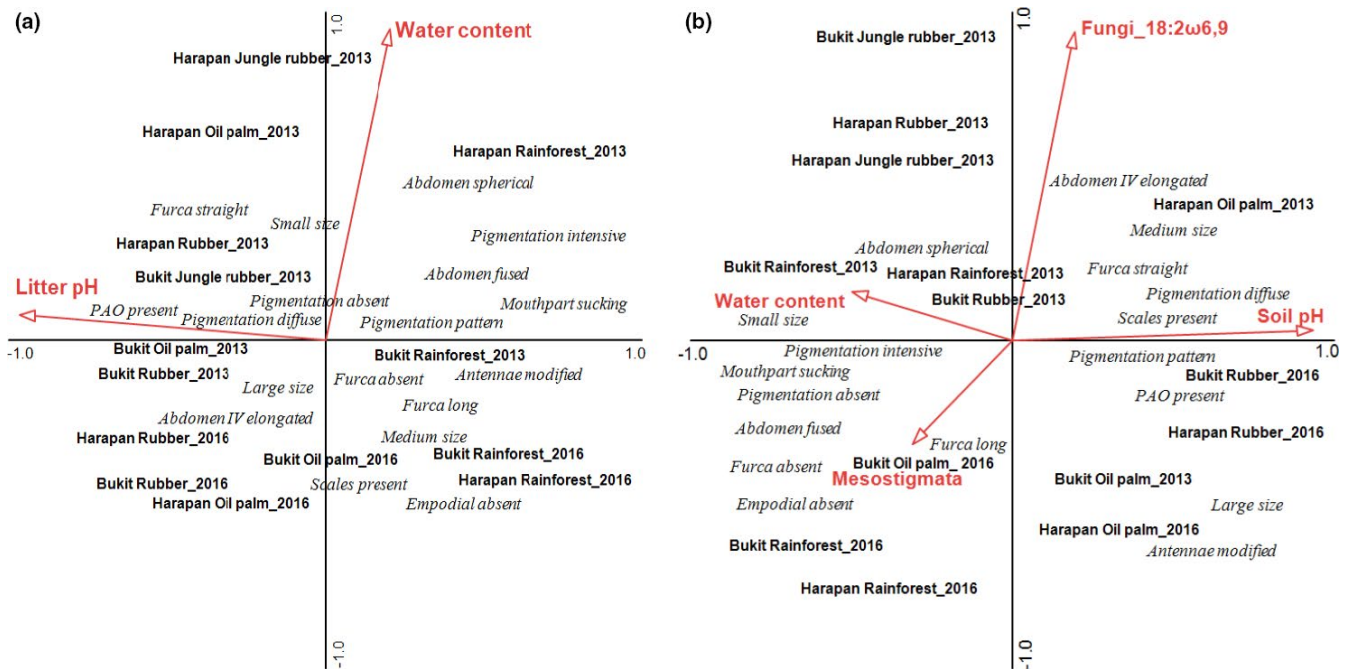 (a)
1.0
Water content
Harapan Jungle rubber_2013
Harapan Oil palm_2013
Harapan Rainforest_2013
Abdomen spherical
Furca straight
Small size
Harapan Rubber_2013
Pigmentation intensive
Bukit Jungle rubber_2013
Abdomen fused
Litter pH
PAO present
Pigmentation absent
Mouthpart sucking
Pigmentation diffuse
Pigmentation pattern
-1.0
1.0
Bukit Oil palm_2013
Bukit Rainforest_2013
Bukit Rubber_2013
Large size
Furca absent
Antennae modified
Abdomen IV elongated
Furca long
Harapan Rubber_2016
Medium size
Bukit Oil palm_2016
Bukit Rainforest_2016
Bukit Rubber_2016
Scales present
Harapan Rainforest_2016
Harapan Oil palm_2016
Empodial absent
-1.0
(b)
1.0
Fungi_18:2ω6,9
Bukit Jungle rubber_2013
Harapan Rubber_2013
Harapan Jungle rubber_2013
Abdomen IV elongated
Harapan Oil palm_2013
Medium size
Abdomen spherical
Bukit Rainforest_2013
Harapan Rainforest_2013
Furca straight
Water content
Bukit Rubber_2013
Pigmentation diffuse
Small size
Scales present
Soil pH
-1.0
1.0
Pigmentation intensive
Pigmentation pattern
Mouthpart sucking
Bukit Rubber_2016
Pigmentation absent
PAO present
Abdomen fused
Furca long
Harapan Rubber_2016
Furca absent
Bukit Oil palm_ 2016
Mesostigmata
Bukit Oil palm_2013
Empodial absent
Large size
Bukit Rainforest_2016
Harapan Oil palm_2016
Antennae modified
Harapan Rainforest_2016
-1.0